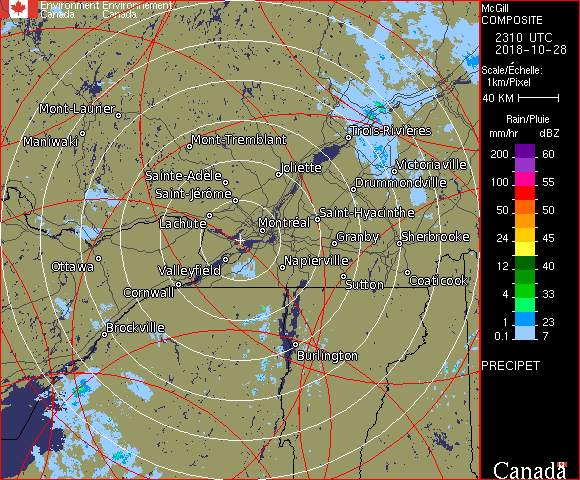 Environment Environnement
Canada Canada
Mont-Laurier
Maniwaki
Mont-Tremblant
Trois-Rivières
Joliette
Victoriaville
Sainte-Adèle
Drummondville
Saint-Jérôme
Lachute
Saint-Hyacinthe
Montréal
Granby
Sherbrooke
Ottawa
Valleyfield
Napierville
Coaticook
Sutton
Cornwall
Brockville
Burlington
McGill
COMPOSITE
2310 UTC
2018-10-28
Scale/Échelle:
1km/Pixel
40 KM
Rain/Pluie
mm/hr dBZ
200 60
155 57
100 55
50 50
24 45
12 40
4 33
1 23
0.1 7
PRECIPET
Canada